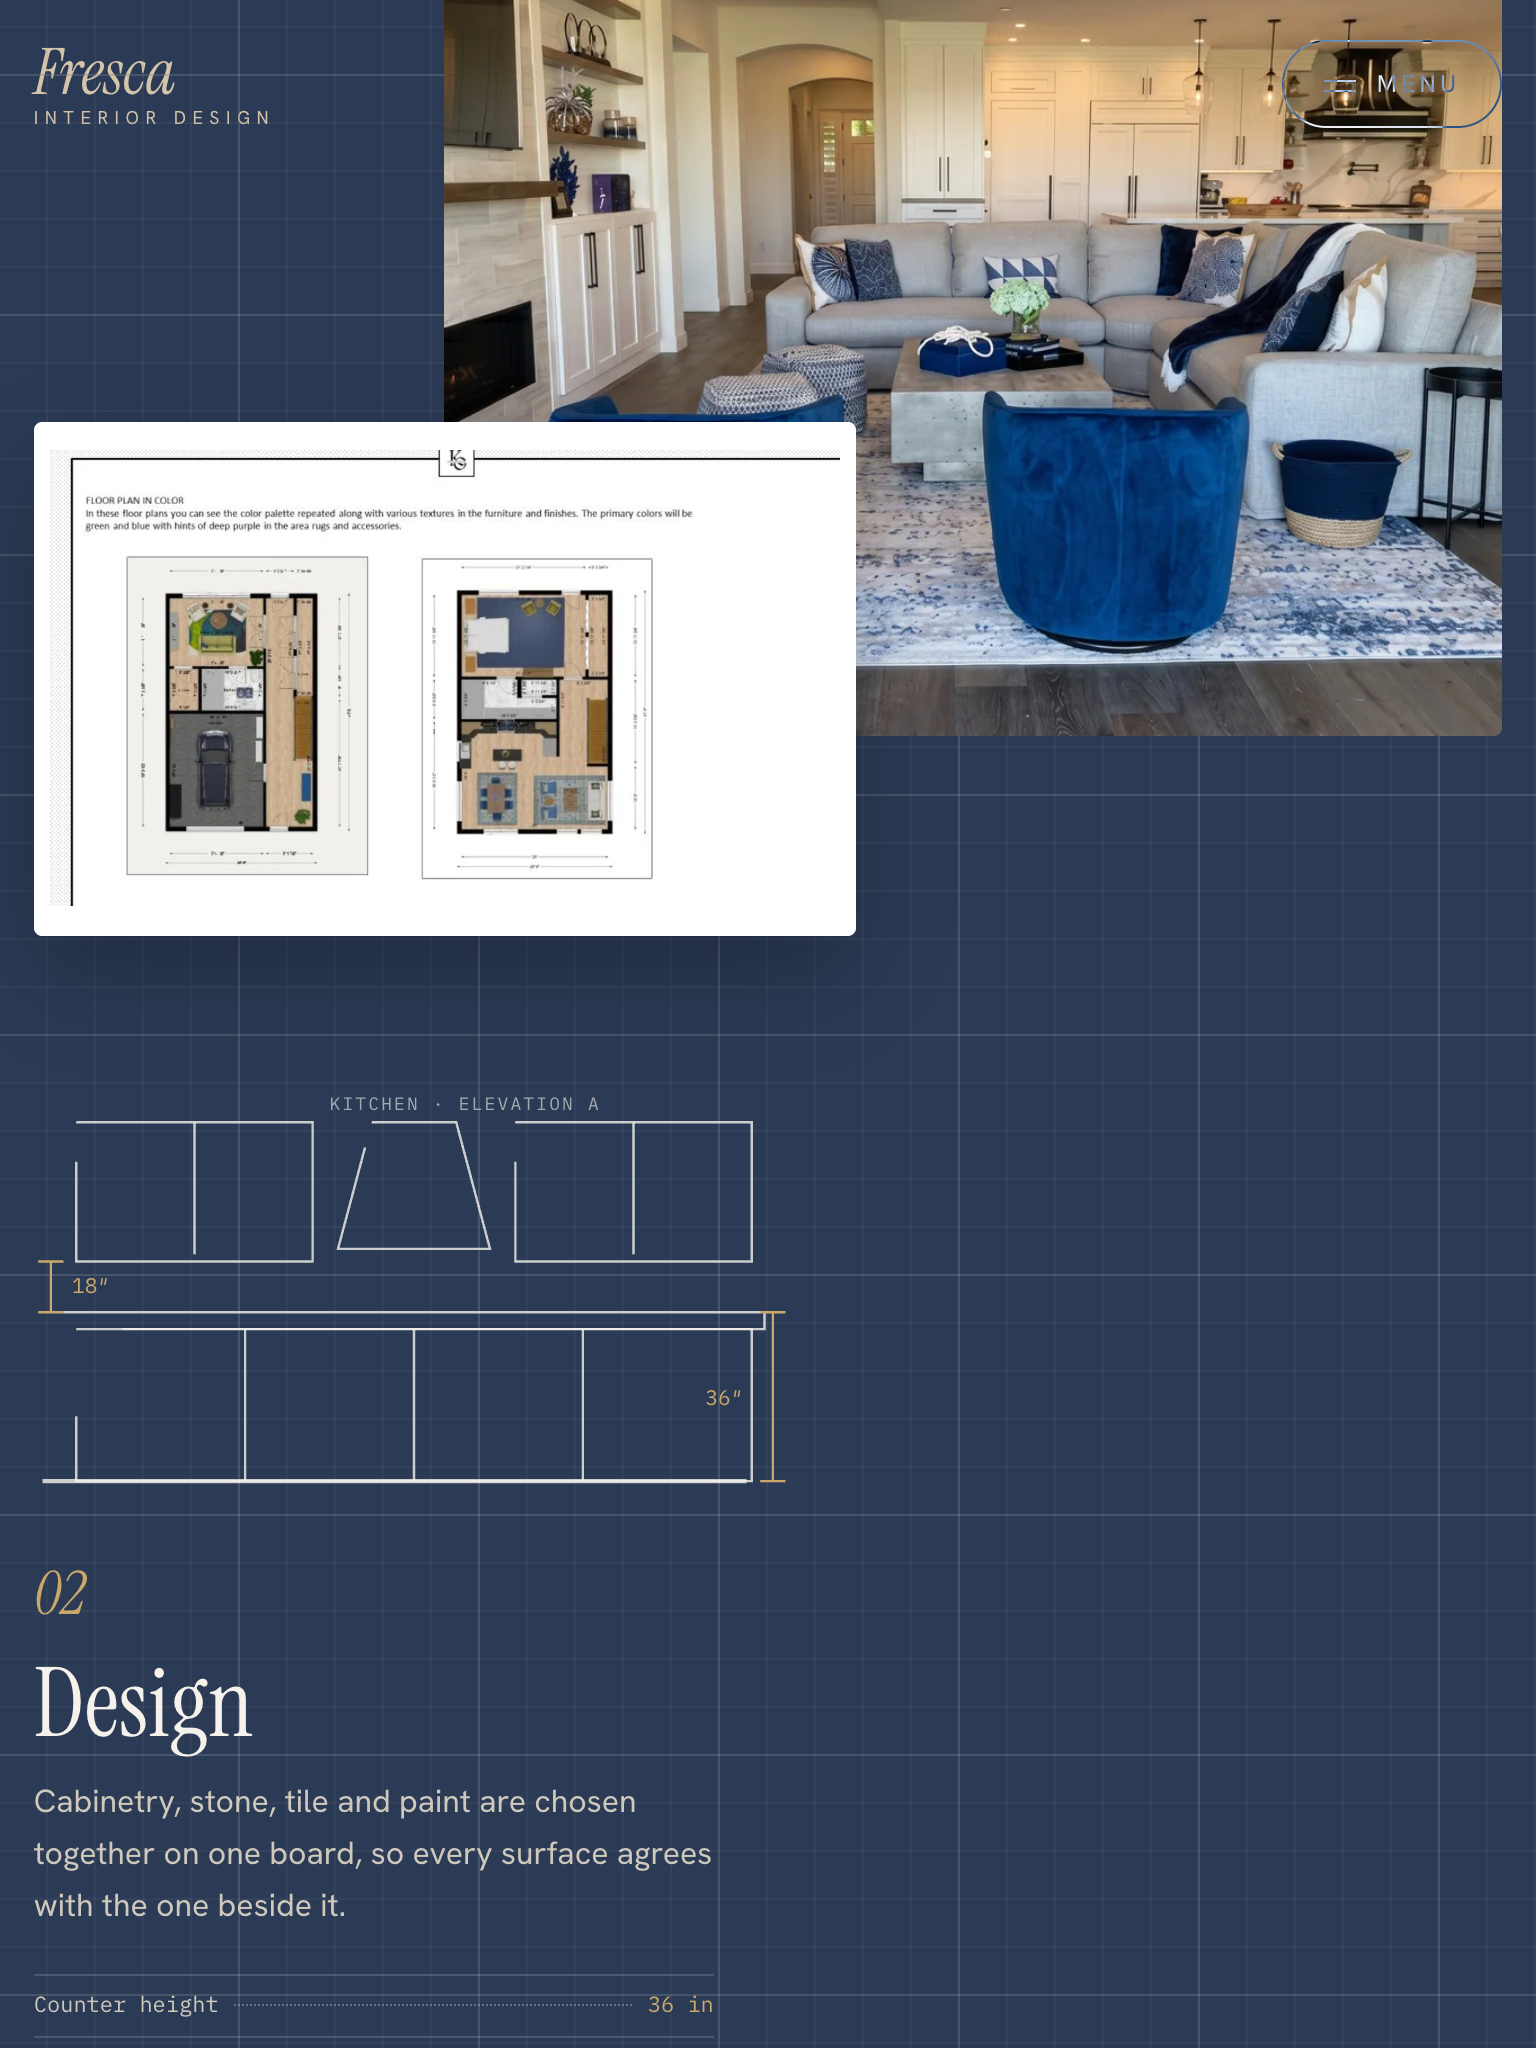 Fresca
INTERIOR DESIGN
MENU
FLOOR PLAN IN COLOR
In these floor plans you can see the color palette repeated along with various textures in the furniture and finishes. The primary colors will be
green and blue with hints of deep purple in the area rugs and accessories.
KITCHEN · ELEVATION A
18"
36"
02
Design
Cabinetry, stone, tile and paint are chosen
together on one board, so every surface agrees
with the one beside it.
Counter height 36 in